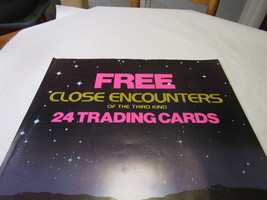 FREE
CLOSE ENCOUNTERS
OF THE THIRD KIND
24 TRADING CARDS